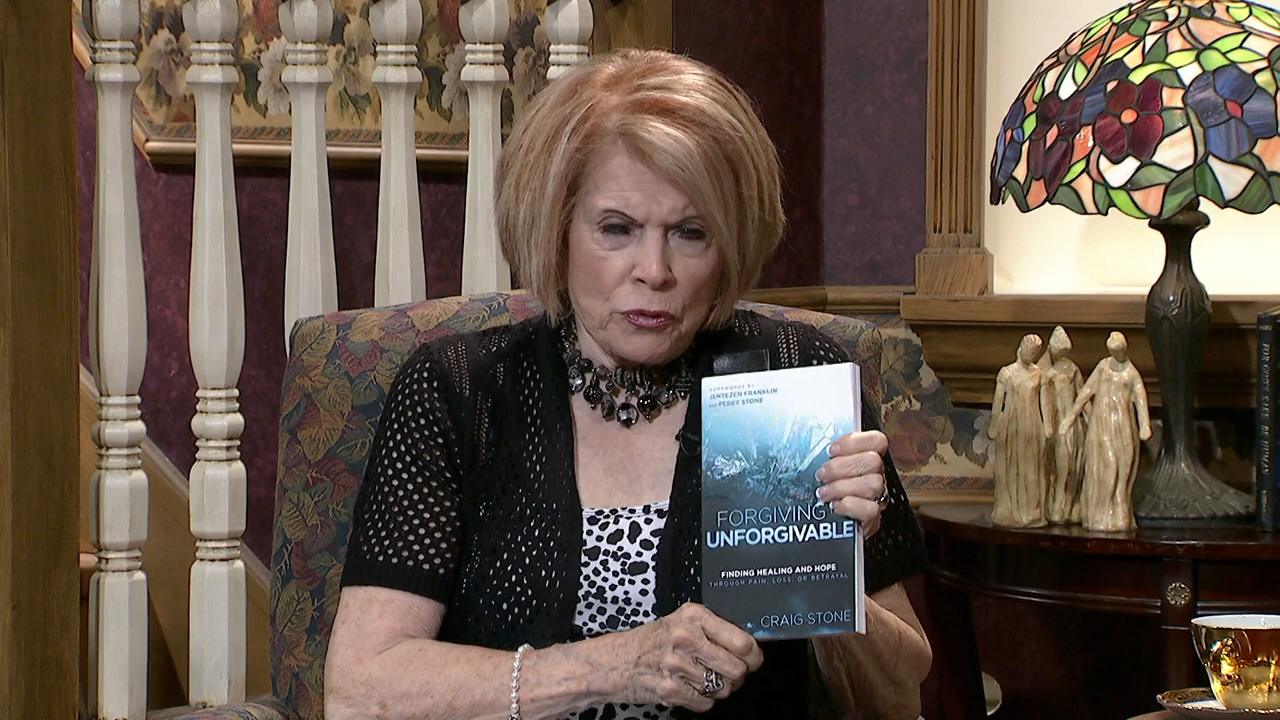 FOREWORDS BY
JENTEZEN FRANKLIN
AND PERRY STONE
FORGIVING
UNFORGIVABLE
FINDING HEALING AND HOPE
THROUGH PAIN, LOSS, OR BETRAYAL
CRAIG STONE